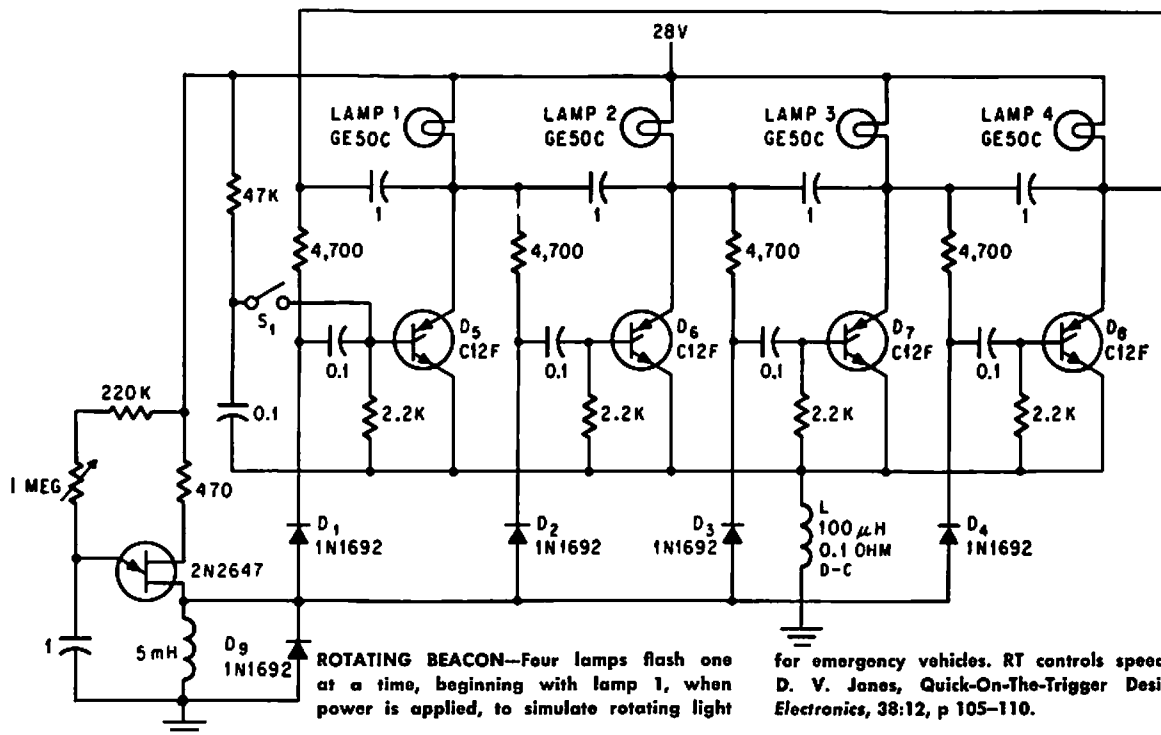 28V
LAMP 1
GE50C
LAMP 2
GE50C
LAMP 3
GE50C
LAMP 4
GE50C
47K
1
1
1
1
4,700
4,700
4,700
4,700
S1
D5
C12F
D6
C12F
D7
C12F
D8
C12F
0.1
0.1
0.1
0.1
220K
0.1
2.2K
2.2K
2.2K
2.2K
1 MEG
470
D1
1N1692
D2
1N1692
D3
1N1692
L
100 μH
0.1 OHM
D-C
D4
1N1692
2N2647
1
5mH
D9
1N1692
ROTATING BEACON—Four lamps flash one
at a time, beginning with lamp 1, when
power is applied, to simulate rotating light
for emergency vehicles. RT controls speed
D. V. Jones, Quick-On-The-Trigger Desi
Electronics, 38:12, p 105–110.